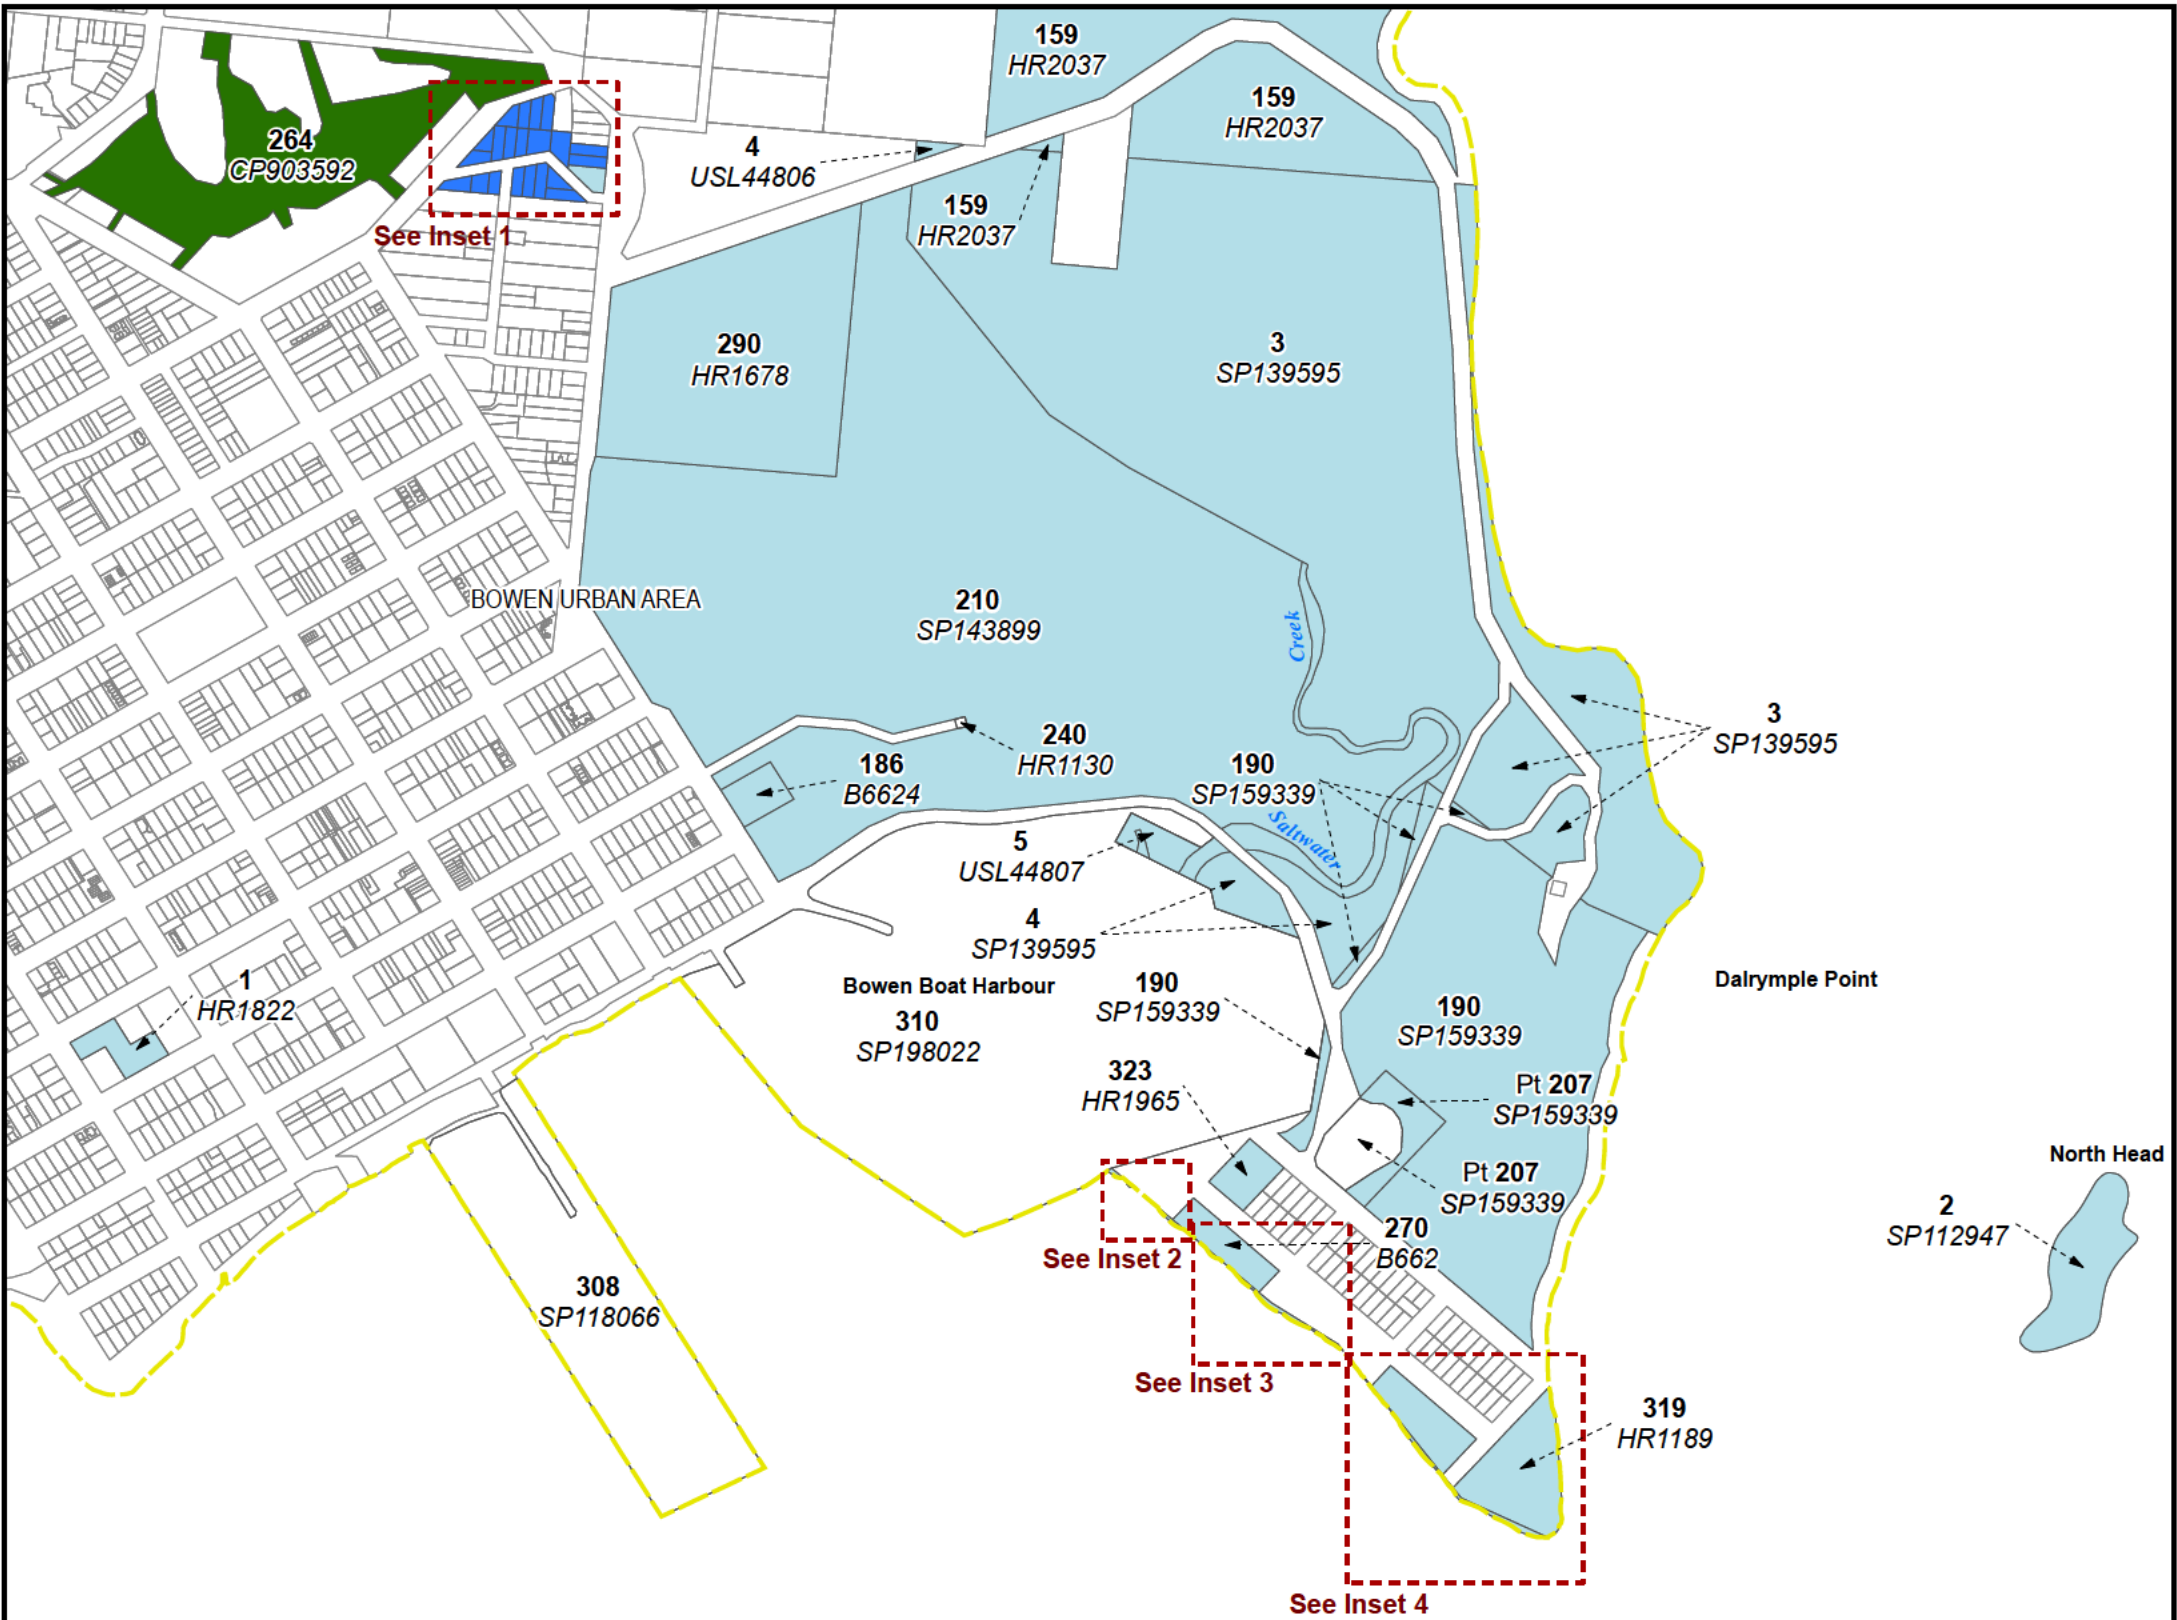 159
HR2037
159
HR2037
264
CP903592
4
USL44806
159
HR2037
See Inset 1
290
HR1678
3
SP139595
BOWEN URBAN AREA
210
SP143899
Creek
3
SP139595
240
HR1130
186
B6624
190
SP159339
Saltwater
5
USL44807
4
SP139595
1
HR1822
Bowen Boat Harbour
310
SP198022
190
SP159339
Dalrymple Point
190
SP159339
323
HR1965
Pt 207
SP159339
Pt 207
SP159339
North Head
2
SP112947
270
B662
See Inset 2
308
SP118066
See Inset 3
319
HR1189
See Inset 4